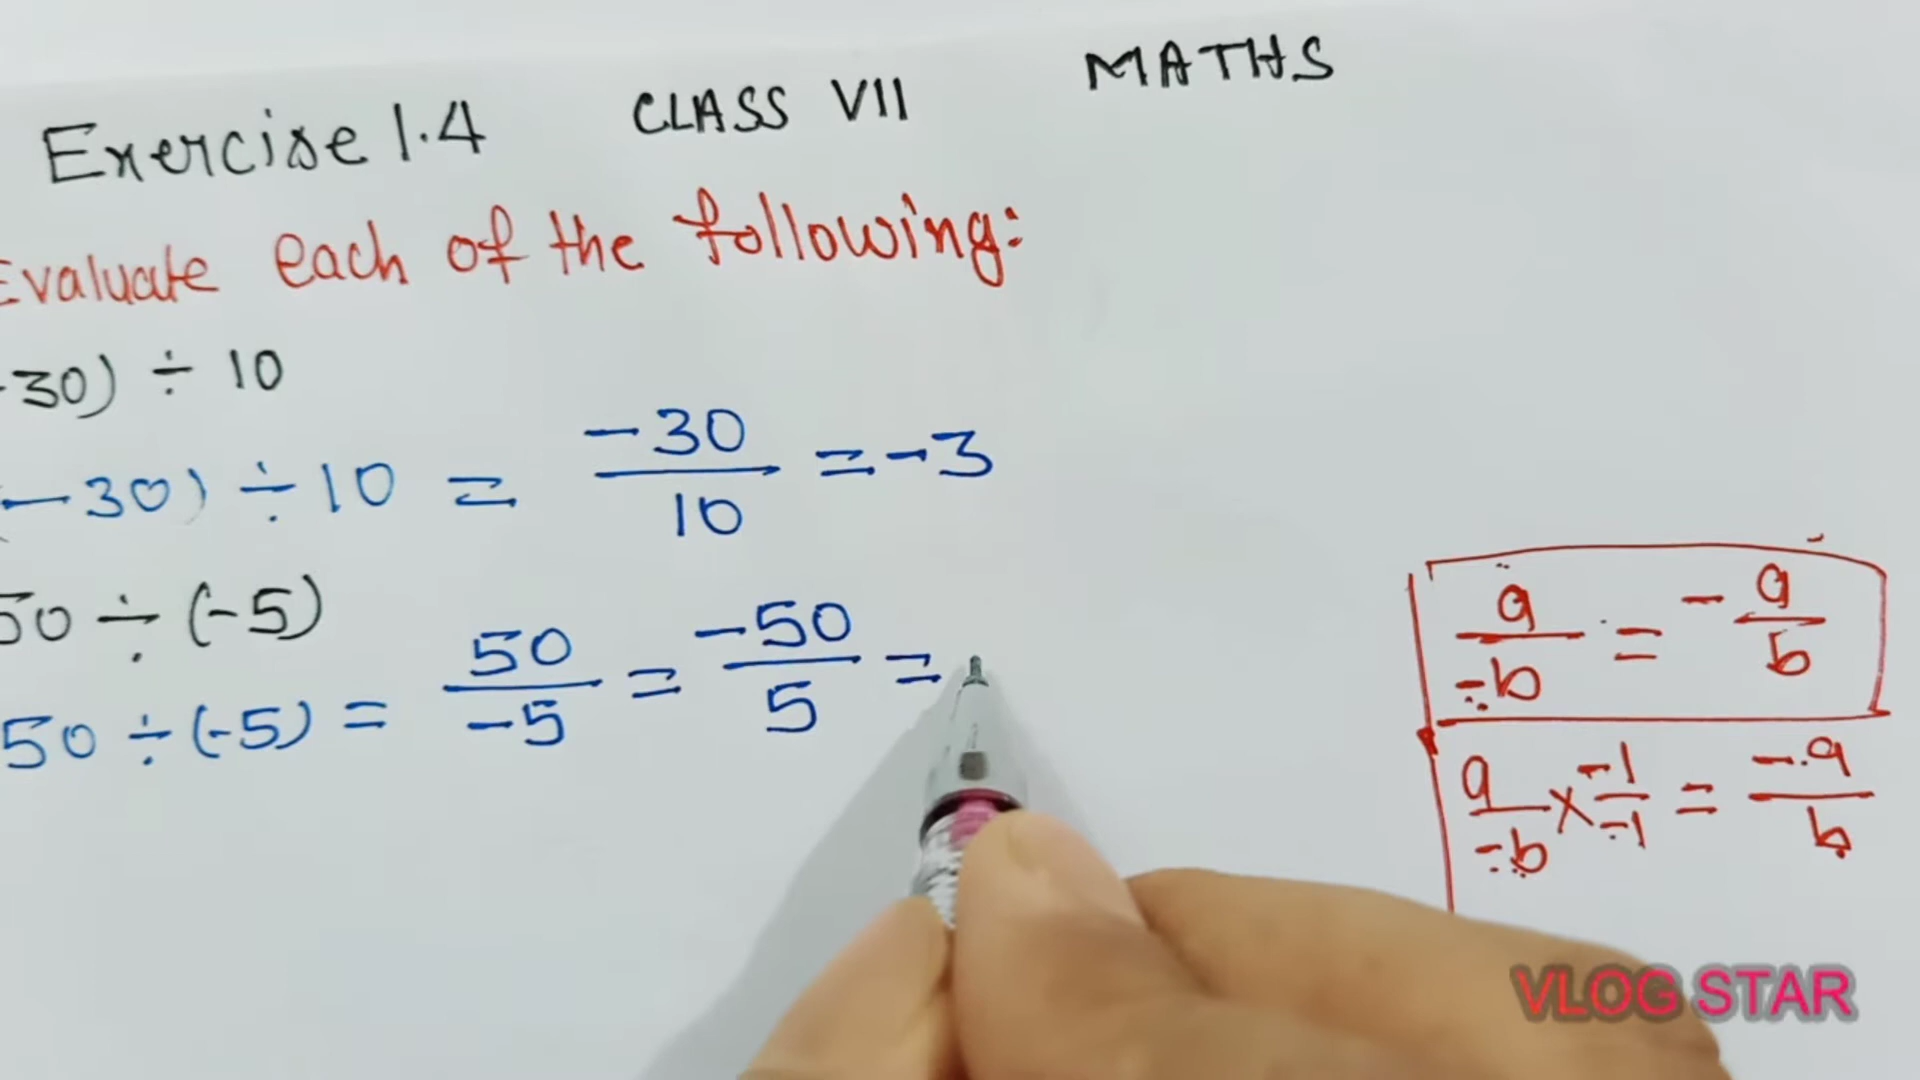 Exercise 1.4 CLASS VII MATHS
Evaluate each of the following:
-30) ÷ 10
(-30) ÷ 10 = -30/10 = -3
50 ÷ (-5)
50 ÷ (-5) = 50/-5 = -50/5 =
a/-b = -a/b
a/-b × -1/-1 = -a/b
VLOG STAR